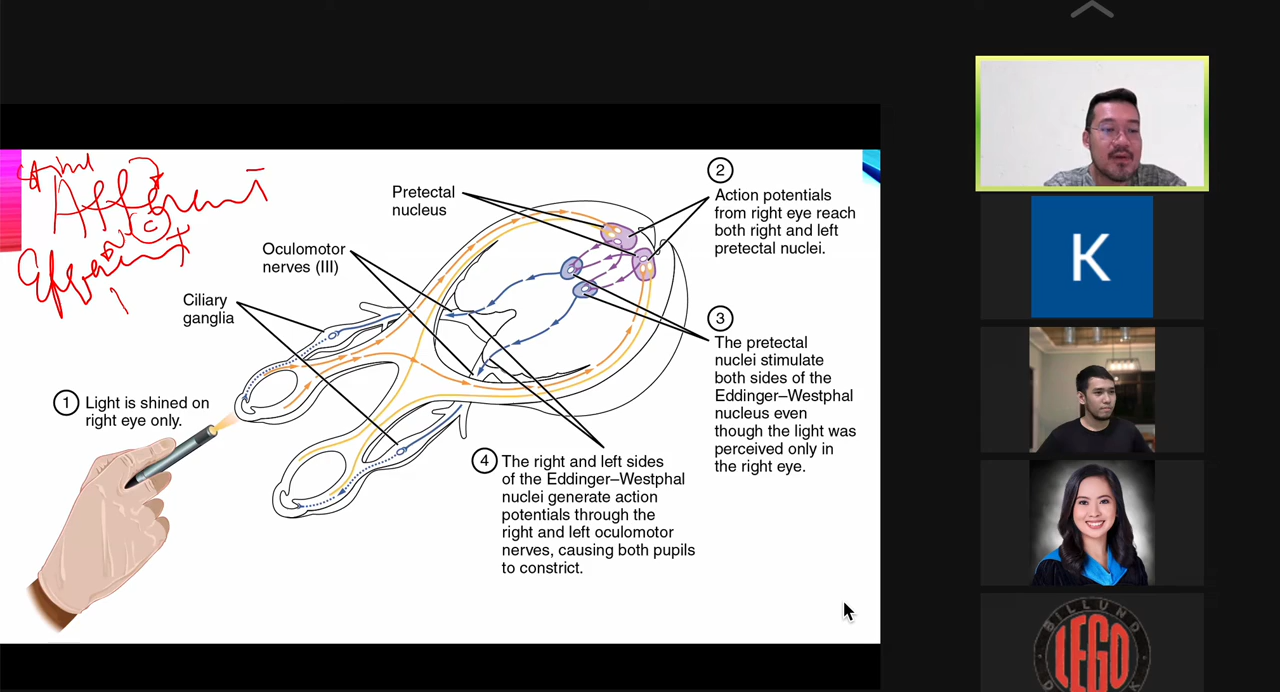 Afferent
Efferent
Pretectal
nucleus
Oculomotor
nerves (III)
Ciliary
ganglia
1 Light is shined on
right eye only.
2
Action potentials
from right eye reach
both right and left
pretectal nuclei.
3
The pretectal
nuclei stimulate
both sides of the
Eddinger–Westphal
nucleus even
though the light was
perceived only in
the right eye.
4 The right and left sides
of the Eddinger–Westphal
nuclei generate action
potentials through the
right and left oculomotor
nerves, causing both pupils
to constrict.
K
BILLUND
LEGO